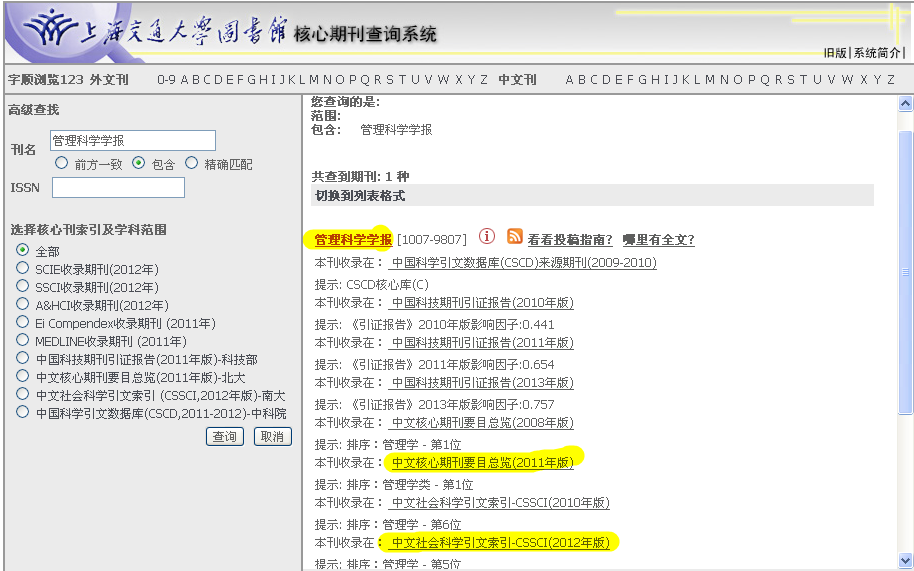 上海交通大学图書館 核心期刊查询系统
旧版|系统简介|
字顺浏览123 外文刊 0-9 A B C D E F G H I J K L M N O P Q R S T U V W X Y Z 中文刊 A B C D E F G H I J K L M N O P Q R S T U V W X Y Z
高级查找
刊名 管理科学学报
前方一致 包含 精确匹配
ISSN
选择核心刊索引及学科范围
全部
SCIE收录期刊(2012年)
SSCI收录期刊(2012年)
A&HCI收录期刊(2012年)
Ei Compendex收录期刊 (2011年)
MEDLINE收录期刊 (2011年)
中国科技期刊引证报告(2011年版)-科技部
中文核心期刊要目总览(2011年版)-北大
中文社会科学引文索引 (CSSCI,2012年版)-南大
中国科学引文数据库(CSCD,2011-2012)-中科院
查询 取消
您查询的是:
范围:
包含: 管理科学学报
共查到期刊: 1 种
切换到列表格式
管理科学学报 [1007-9807] i 看看投稿指南? 哪里有全文?
本刊收录在： 中国科学引文数据库(CSCD)来源期刊(2009-2010)
提示: CSCD核心库(C)
本刊收录在： 中国科技期刊引证报告(2010年版)
提示: 《引证报告》2010年版影响因子:0.441
本刊收录在： 中国科技期刊引证报告(2011年版)
提示: 《引证报告》2011年版影响因子:0.654
本刊收录在： 中国科技期刊引证报告(2013年版)
提示: 《引证报告》2013年版影响因子:0.757
本刊收录在： 中文核心期刊要目总览(2008年版)
提示: 排序：管理学 - 第1位
本刊收录在： 中文核心期刊要目总览(2011年版)
提示: 排序：管理学类 - 第1位
本刊收录在： 中文社会科学引文索引-CSSCI(2010年版)
提示: 排序：管理学 - 第6位
本刊收录在： 中文社会科学引文索引-CSSCI(2012年版)
提示: 排序：管理学 - 第5位